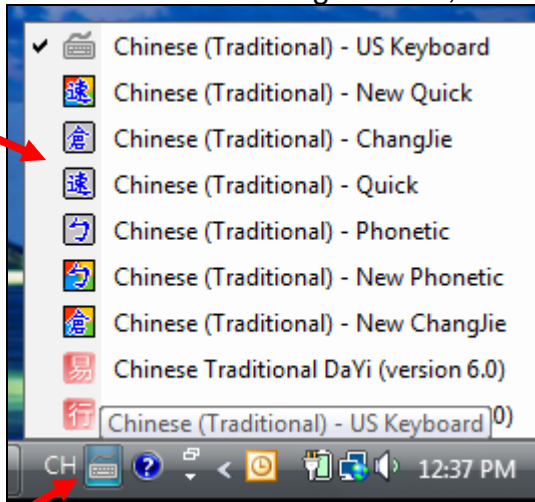 Chinese (Traditional) - US Keyboard
速 Chinese (Traditional) - New Quick
倉 Chinese (Traditional) - ChangJie
速 Chinese (Traditional) - Quick
ㄅ Chinese (Traditional) - Phonetic
ㄅ Chinese (Traditional) - New Phonetic
倉 Chinese (Traditional) - New ChangJie
易 Chinese Traditional DaYi (version 6.0)
行 Chinese (Traditional) - US Keyboard 0)
CH ? < 12:37 PM